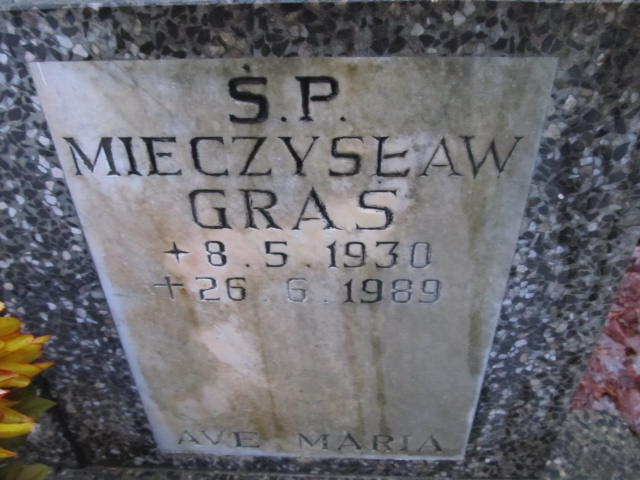 Ś.P.
MIECZYSŁAW
GRAS
+8.5.1930
+26.6.1989
AVE MARIA